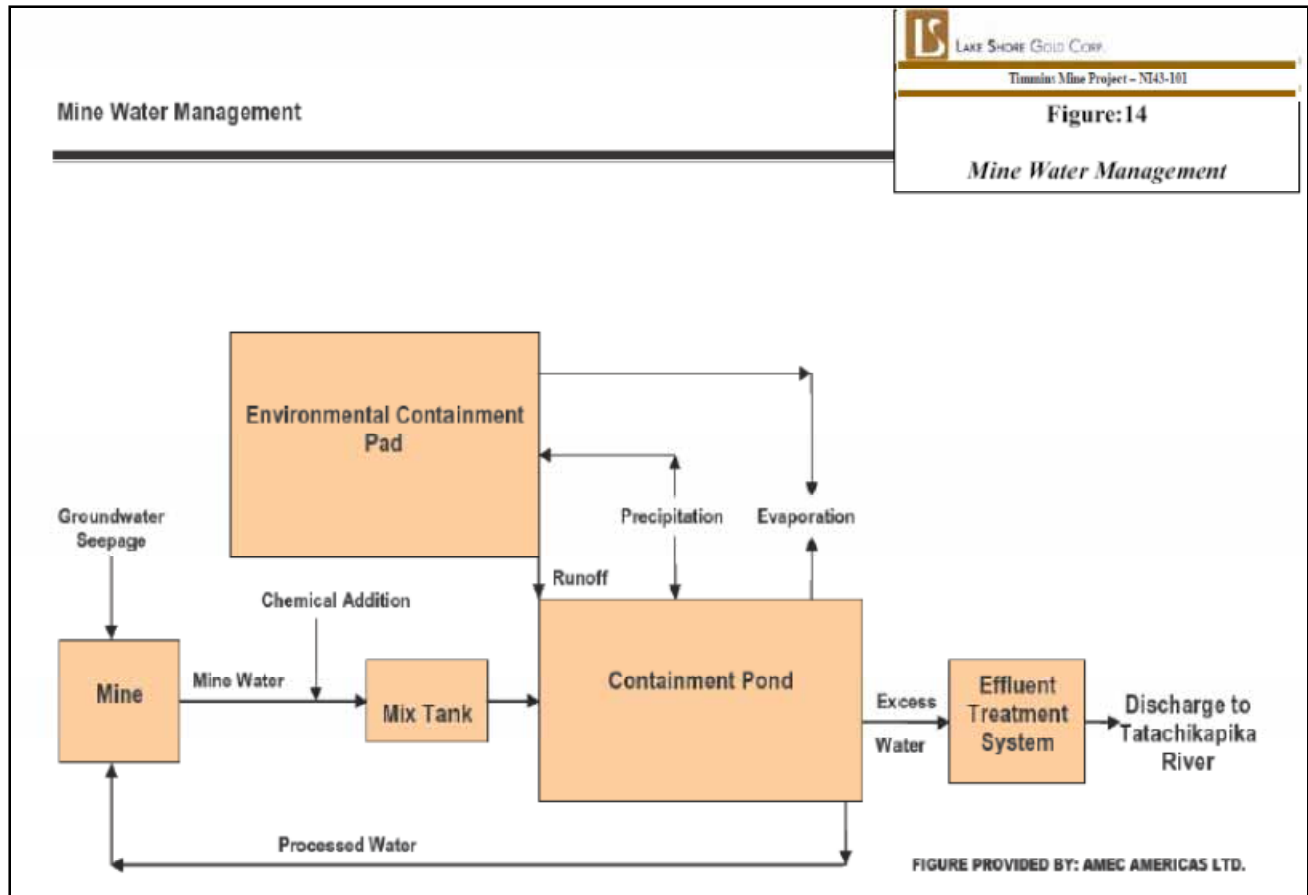 LS
LAKE SHORE GOLD CORP.
Timmins Mine Project – NI43-101
Figure:14
Mine Water Management
Mine Water Management
Environmental Containment
Pad
Groundwater
Seepage
Precipitation
Evaporation
Runoff
Chemical Addition
Mine
Mine Water
Mix Tank
Containment Pond
Excess
Water
Effluent
Treatment
System
Discharge to
Tatachikapika
River
Processed Water
FIGURE PROVIDED BY: AMEC AMERICAS LTD.